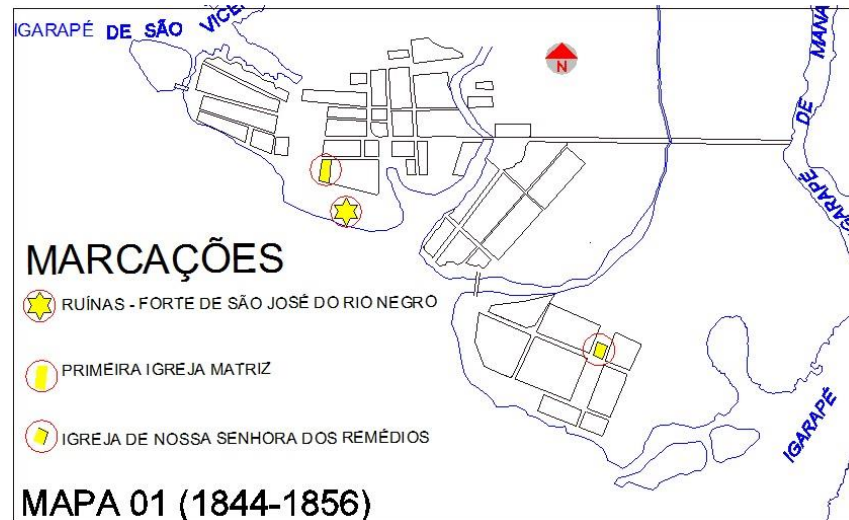 IGARAPÉ DE SÃO
N
DE MANA
IGARAPÉ
MARCAÇÕES
RUÍNAS - FORTE DE SÃO JOSÉ DO RIO NEGRO
PRIMEIRA IGREJA MATRIZ
IGREJA DE NOSSA SENHORA DOS REMÉDIOS
IGARAPÉ
MAPA 01 (1844-1856)